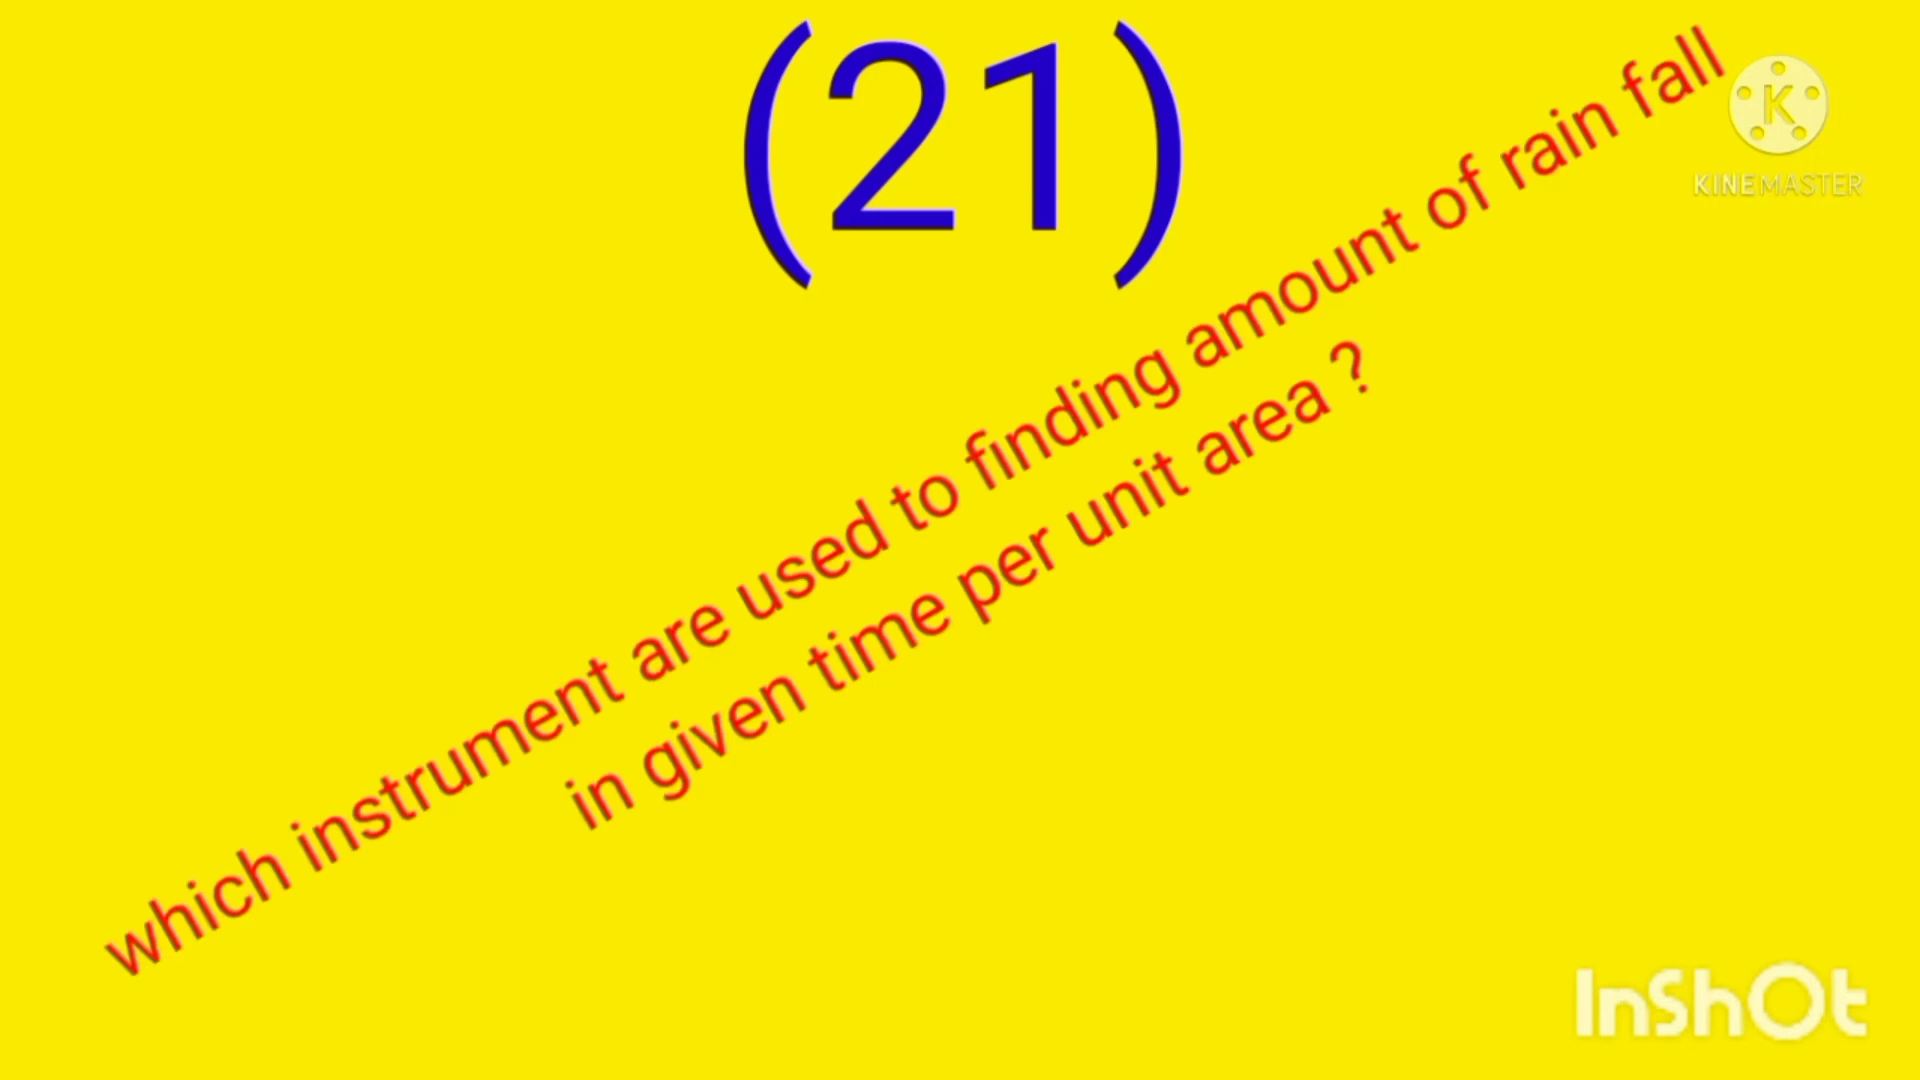 (21)
which instrument are used to finding amount of rain fall
in given time per unit area ?
K
KINEMASTER
InShOt